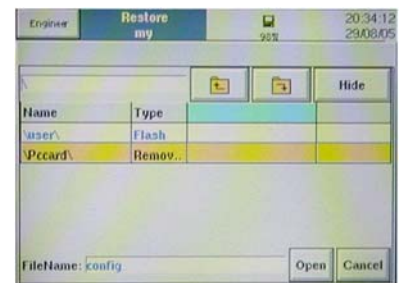 Engineer Restore 20:34:12
my 98% 29/08/05
\ Hide
Name Type
\user\ Flash
\Pccard\ Remov..
FileName: config Open Cancel